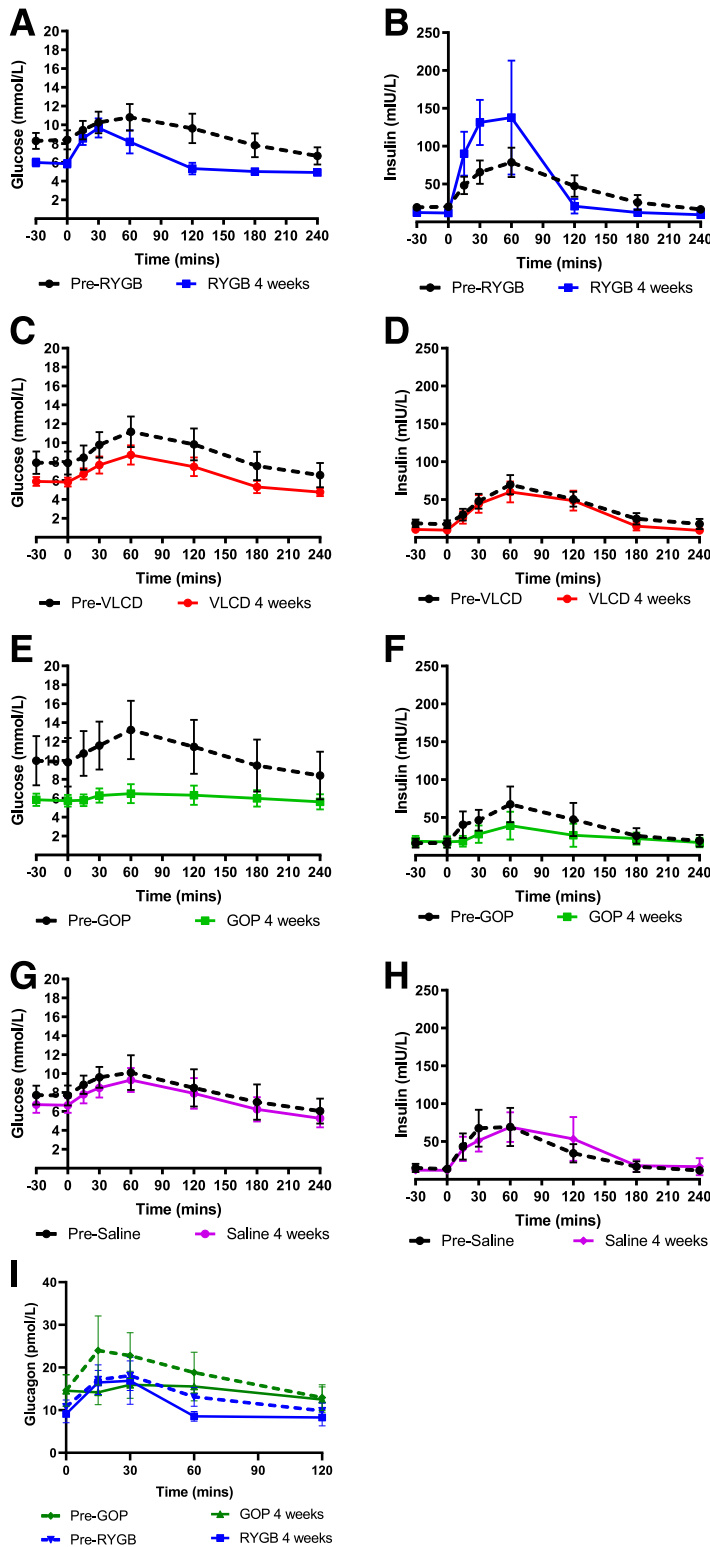 A
Glucose (mmol/L)
20
18
16
14
12
10
8
6
4
2
-30 0 30 60 90 120 150 180 210 240
Time (mins)
Pre-RYGB RYGB 4 weeks
B
Insulin (mIU/L)
250
200
150
100
50
-30 0 30 60 90 120 150 180 210 240
Time (mins)
Pre-RYGB RYGB 4 weeks
C
Glucose (mmol/L)
20
18
16
14
12
10
8
6
4
2
-30 0 30 60 90 120 150 180 210 240
Time (mins)
Pre-VLCD VLCD 4 weeks
D
Insulin (mIU/L)
250
200
150
100
50
-30 0 30 60 90 120 150 180 210 240
Time (mins)
Pre-VLCD VLCD 4 weeks
E
Glucose (mmol/L)
20
18
16
14
12
10
8
6
4
2
-30 0 30 60 90 120 150 180 210 240
Time (mins)
Pre-GOP GOP 4 weeks
F
Insulin (mIU/L)
250
200
150
100
50
-30 0 30 60 90 120 150 180 210 240
Time (mins)
Pre-GOP GOP 4 weeks
G
Glucose (mmol/L)
20
18
16
14
12
10
8
6
4
2
-30 0 30 60 90 120 150 180 210 240
Time (mins)
Pre-Saline Saline 4 weeks
H
Insulin (mIU/L)
250
200
150
100
50
-30 0 30 60 90 120 150 180 210 240
Time (mins)
Pre-Saline Saline 4 weeks
I
Glucagon (pmol/L)
40
30
20
10
0
0 30 60 90 120
Time (mins)
Pre-GOP GOP 4 weeks
Pre-RYGB RYGB 4 weeks